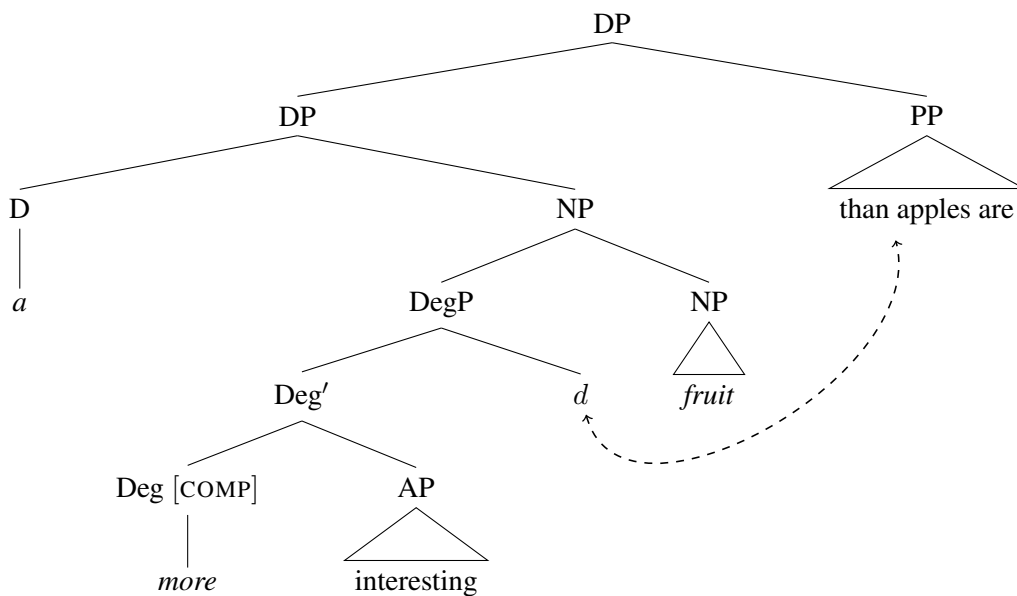 DP
DP PP
D NP than apples are
a DegP NP
Deg′ d fruit
Deg [COMP] AP
more interesting